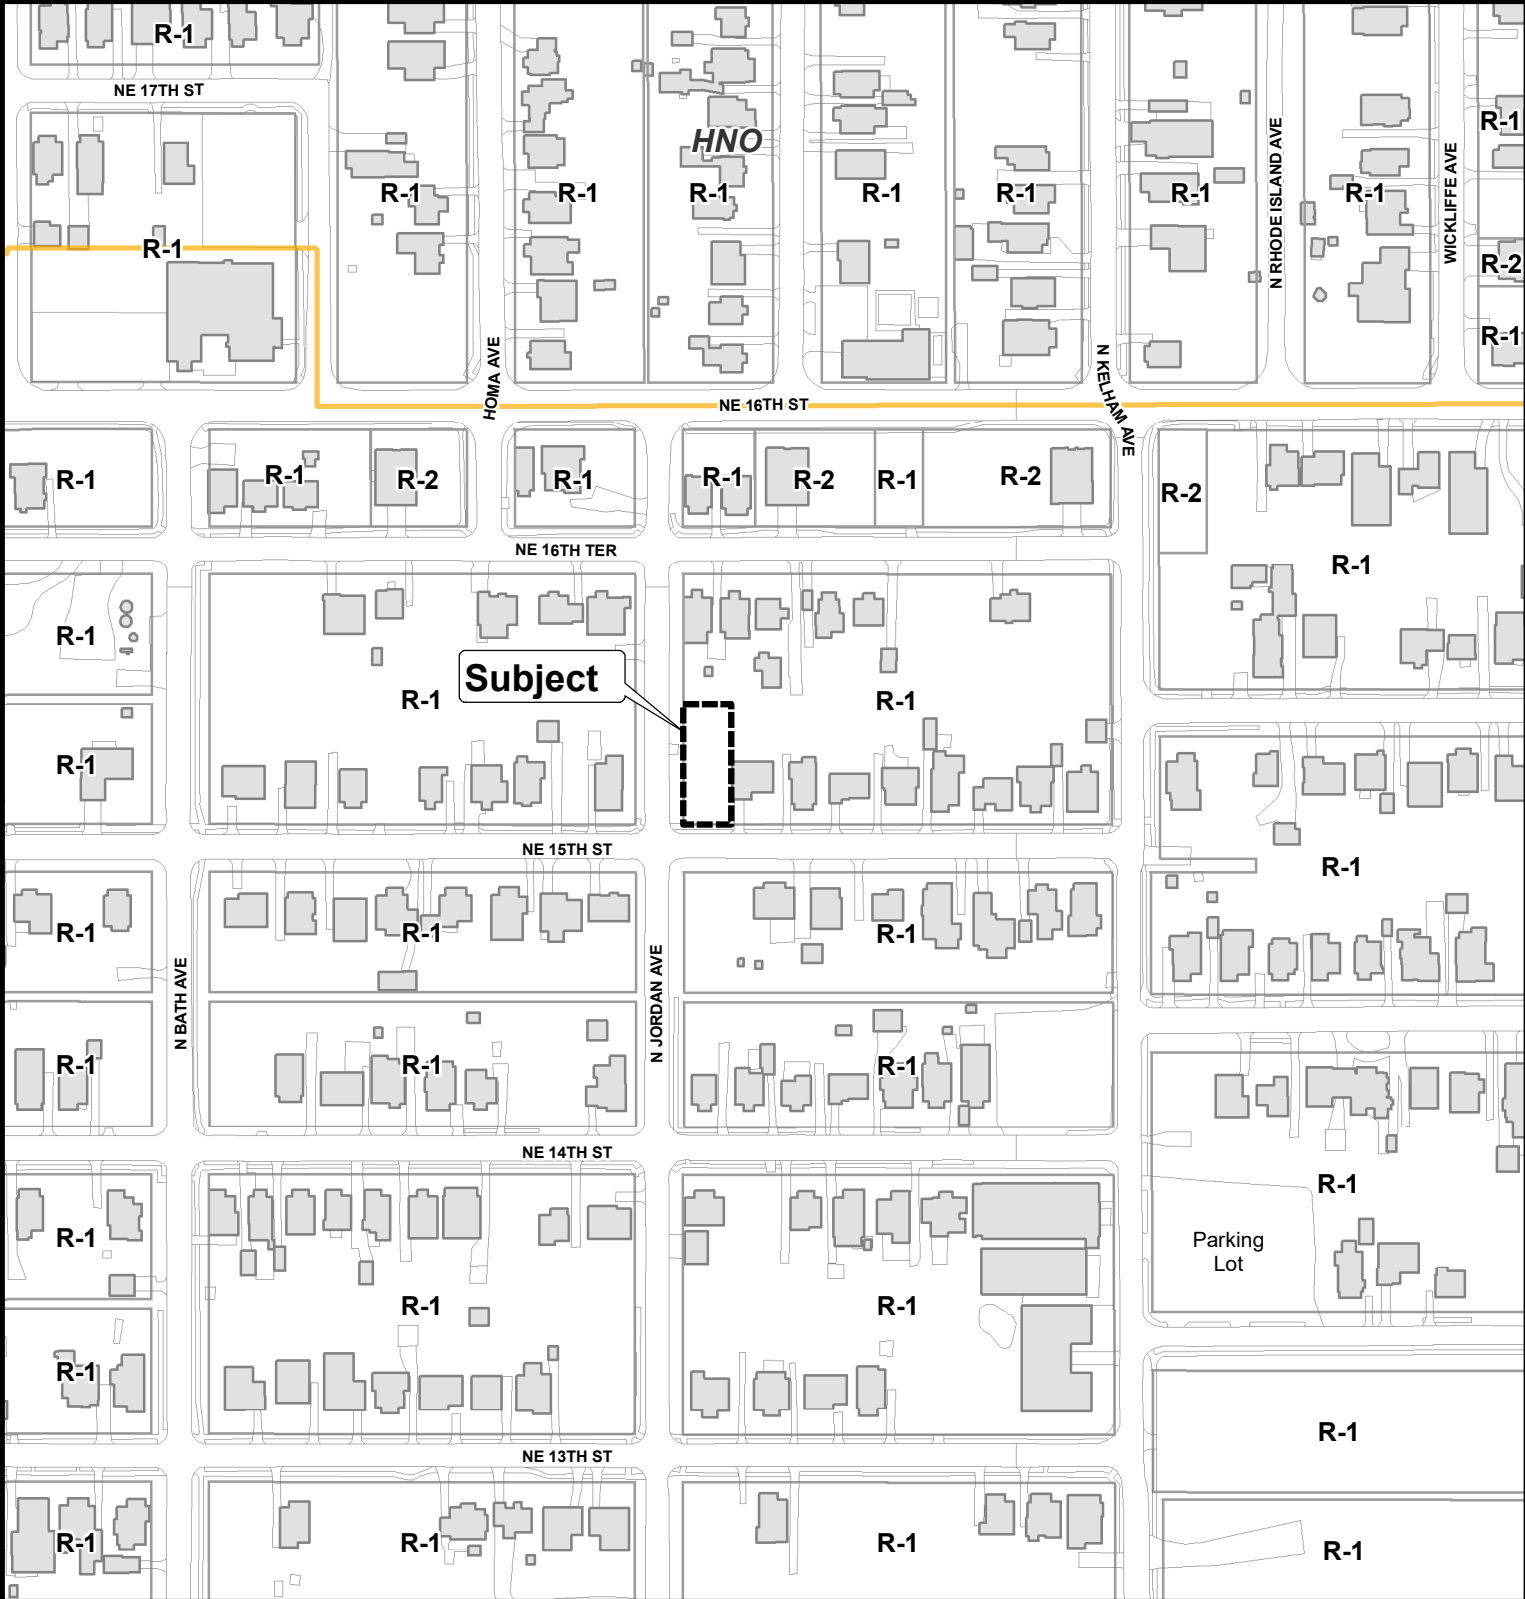 R-1
NE 17TH ST
R-1
HNO
WICKLIFFE AVE
N RHODE ISLAND AVE
R-1
R-1
R-1
R-1
R-1
R-1
R-1
R-1
R-2
R-1
HOMA AVE
N KELHAM AVE
NE 16TH ST
R-1
R-1
R-2
R-1
R-1
R-2
R-1
R-2
R-2
NE 16TH TER
R-1
R-1
Subject
R-1
R-1
R-1
NE 15TH ST
R-1
R-1
R-1
R-1
R-1
N BATH AVE
N JORDAN AVE
R-1
R-1
R-1
NE 14TH ST
R-1
R-1
Parking
Lot
R-1
R-1
R-1
R-1
NE 13TH ST
R-1
R-1
R-1
R-1
R-1